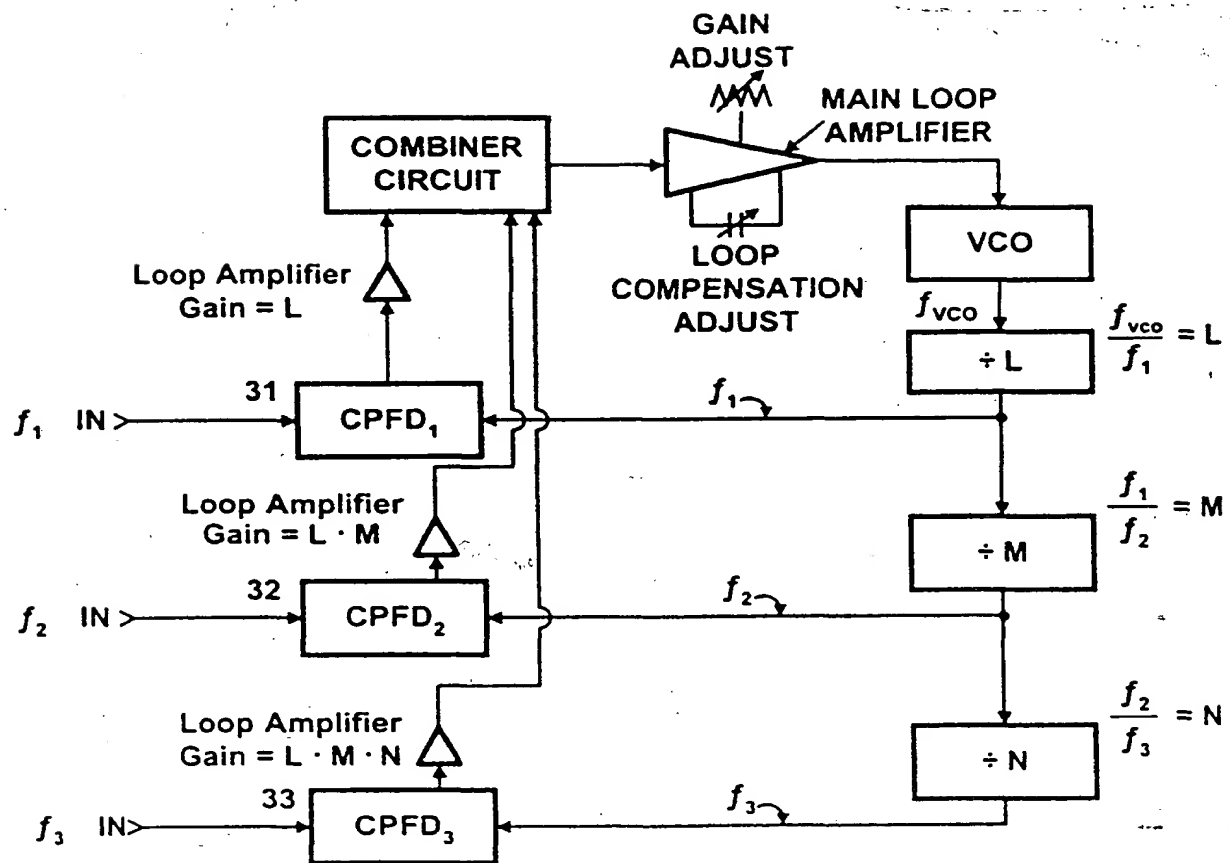 GAIN
ADJUST
MAIN LOOP
AMPLIFIER
COMBINER
CIRCUIT
VCO
Loop Amplifier
Gain = L
LOOP
COMPENSATION
ADJUST
f_VCO
÷ L
f_vco / f_1 = L
31
f_1 IN
CPFD_1
f_1
Loop Amplifier
Gain = L · M
÷ M
f_1 / f_2 = M
32
f_2 IN
CPFD_2
f_2
Loop Amplifier
Gain = L · M · N
÷ N
f_2 / f_3 = N
33
f_3 IN
CPFD_3
f_3